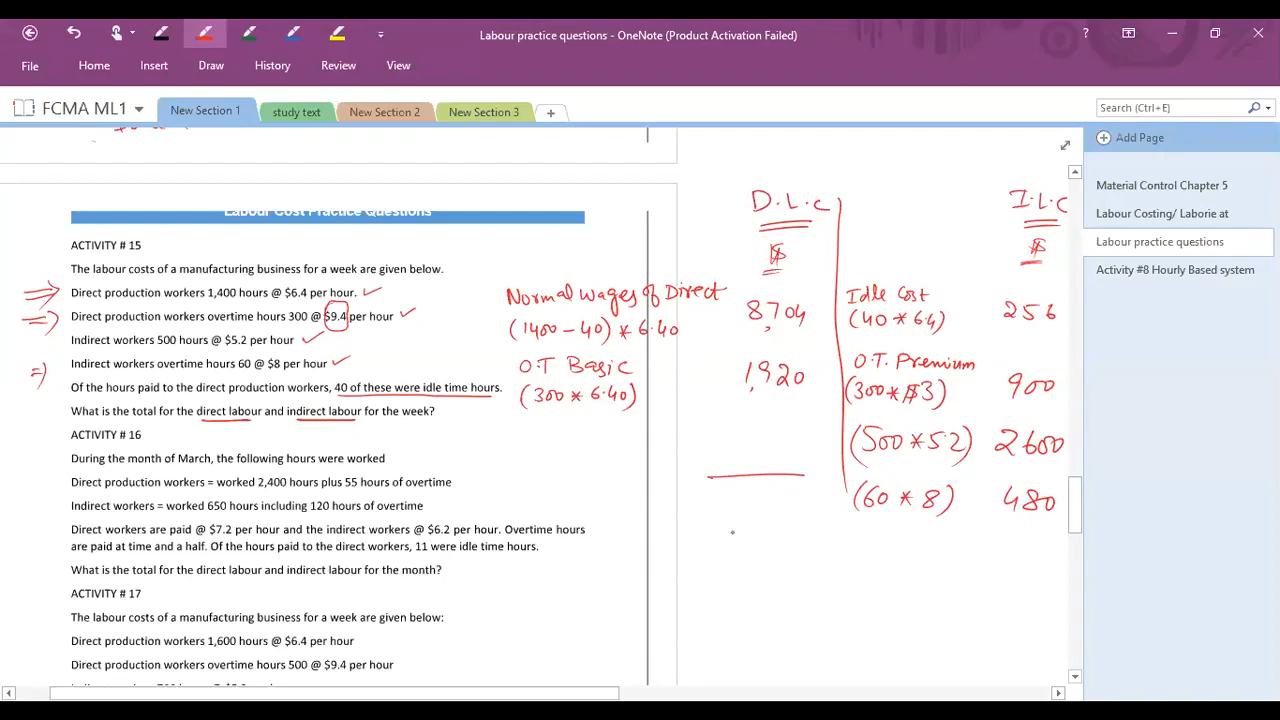 Labour practice questions - OneNote (Product Activation Failed)
File Home Insert Draw History Review View
FCMA ML1 New Section 1 study text New Section 2 New Section 3
Search (Ctrl+E)
Add Page
Material Control Chapter 5
Labour Costing/ Laborie at
Labour practice questions
Activity #8 Hourly Based system
Labour Cost Practice Questions
ACTIVITY # 15
The labour costs of a manufacturing business for a week are given below.
Direct production workers 1,400 hours @ $6.4 per hour.
Direct production workers overtime hours 300 @ $9.4 per hour
Indirect workers 500 hours @ $5.2 per hour
Indirect workers overtime hours 60 @ $8 per hour
Of the hours paid to the direct production workers, 40 of these were idle time hours.
What is the total for the direct labour and indirect labour for the week?
ACTIVITY # 16
During the month of March, the following hours were worked
Direct production workers = worked 2,400 hours plus 55 hours of overtime
Indirect workers = worked 650 hours including 120 hours of overtime
Direct workers are paid @ $7.2 per hour and the indirect workers @ $6.2 per hour. Overtime hours
are paid at time and a half. Of the hours paid to the direct workers, 11 were idle time hours.
What is the total for the direct labour and indirect labour for the month?
ACTIVITY # 17
The labour costs of a manufacturing business for a week are given below:
Direct production workers 1,600 hours @ $6.4 per hour
Direct production workers overtime hours 500 @ $9.4 per hour
D.L.C I.L.C
$ $
Normal Wages of Direct 8,704 Idle Cost 256
(1400 - 40) * 6.40 (40 * 6.4)
O.T Basic 1,920 O.T. Premium 900
(300 * 6.40) (300 * $3)
(500 * 5.2) 2600
(60 * 8) 480